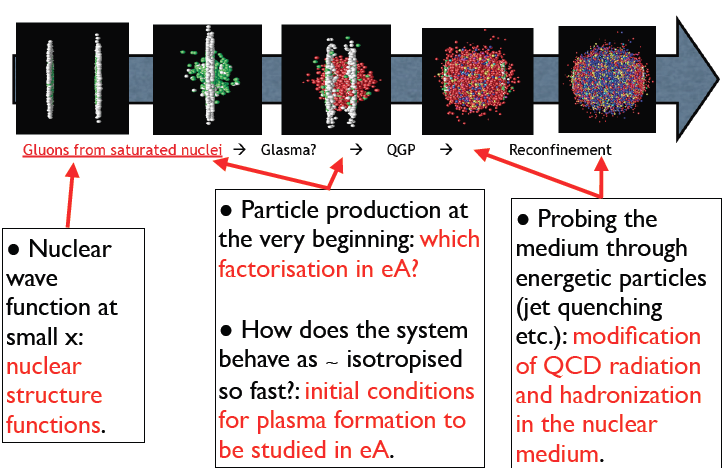 Gluons from saturated nuclei → Glasma? → QGP → Reconfinement
● Nuclear
wave
function at
small x:
nuclear
structure
functions.
● Particle production at
the very beginning: which
factorisation in eA?
● How does the system
behave as ~ isotropised
so fast?: initial conditions
for plasma formation to
be studied in eA.
● Probing the
medium through
energetic particles
(jet quenching
etc.): modification
of QCD radiation
and hadronization
in the nuclear
medium.